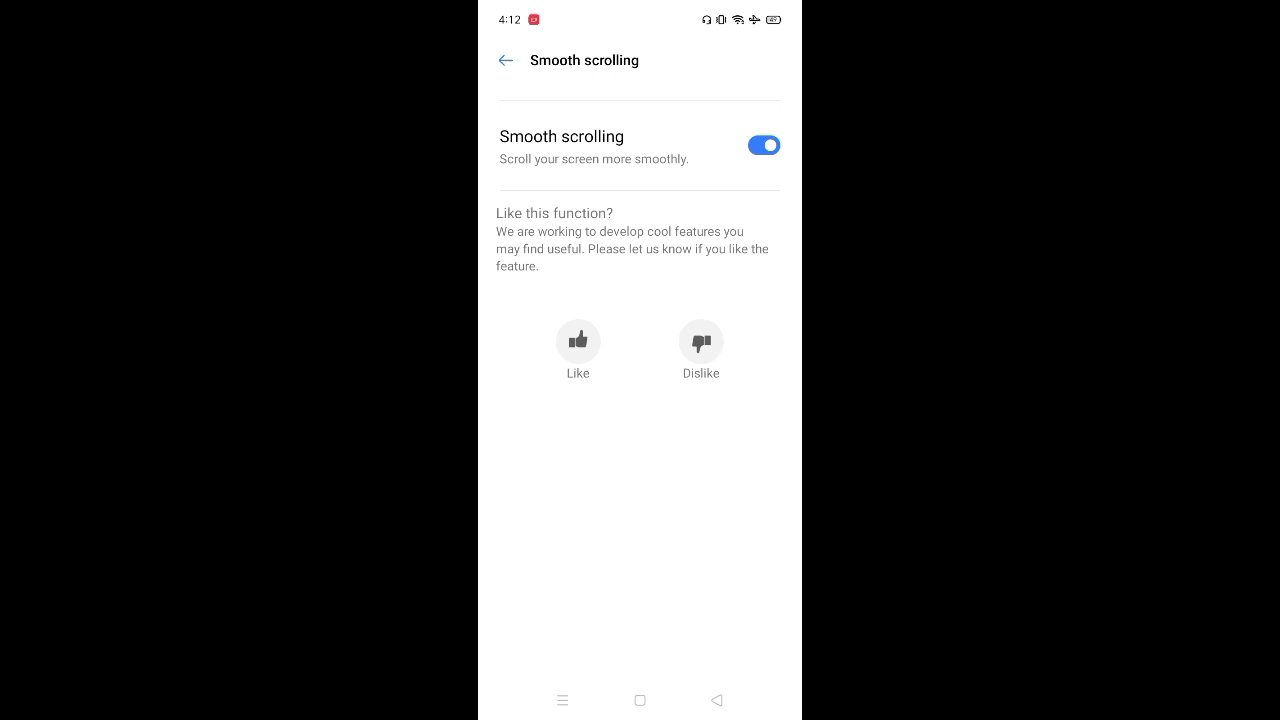 4:12
Smooth scrolling
Smooth scrolling
Scroll your screen more smoothly.
Like this function?
We are working to develop cool features you
may find useful. Please let us know if you like the
feature.
Like
Dislike